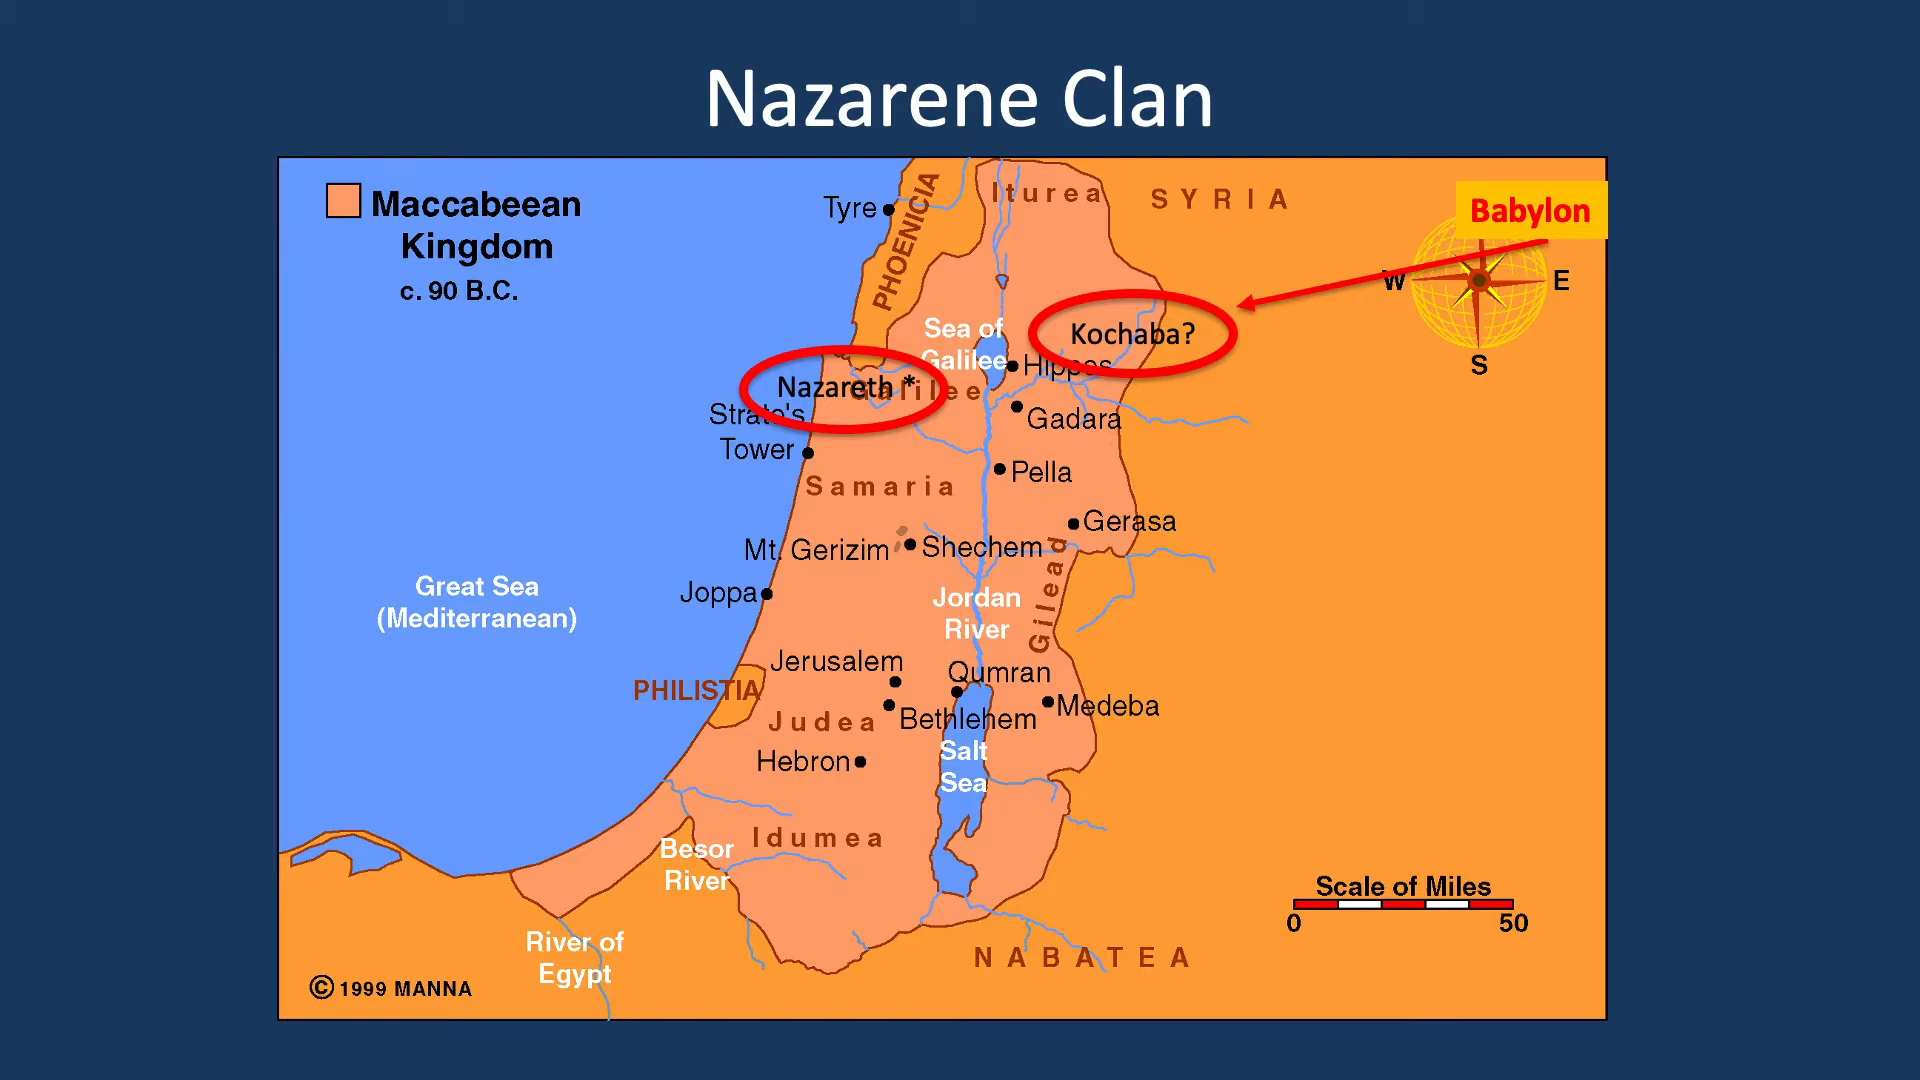 Nazarene Clan
Maccabeean
Kingdom
c. 90 B.C.
Tyre
PHOENICIA
Iturea
SYRIA
Babylon
W
E
S
Sea of
Galilee
Kochaba?
Hippos
Nazareth *
Galilee
Strato's
Tower
Gadara
Pella
Samaria
Gerasa
Mt. Gerizim
Shechem
Gilead
Great Sea
(Mediterranean)
Joppa
Jordan
River
Jerusalem
Qumran
PHILISTIA
Judea
Bethlehem
Medeba
Hebron
Salt
Sea
Idumea
Besor
River
Scale of Miles
0
50
River of
Egypt
NABATEA
© 1999 MANNA